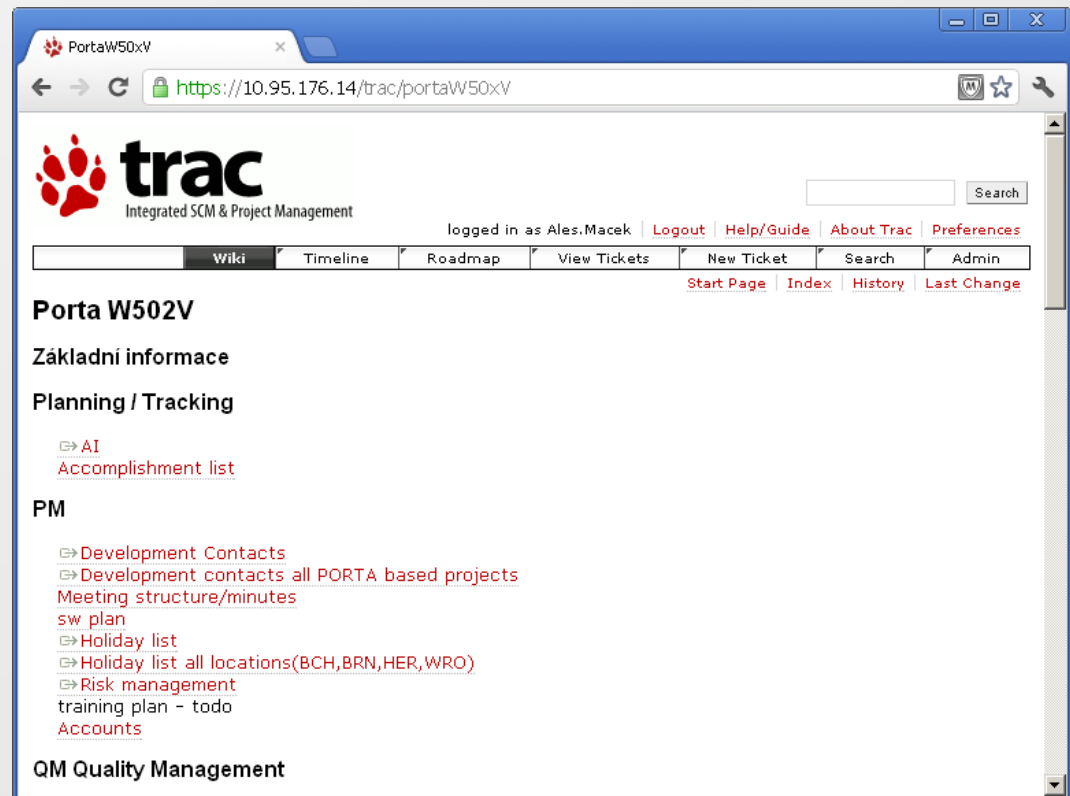 PortaW50xV
https://10.95.176.14/trac/portaW50xV
trac
Integrated SCM & Project Management
Search
logged in as Ales.Macek Logout Help/Guide About Trac Preferences
Wiki Timeline Roadmap View Tickets New Ticket Search Admin
Start Page Index History Last Change
Porta W502V
Základní informace
Planning / Tracking
AI
Accomplishment list
PM
Development Contacts
Development contacts all PORTA based projects
Meeting structure/minutes
sw plan
Holiday list
Holiday list all locations(BCH,BRN,HER,WRO)
Risk management
training plan - todo
Accounts
QM Quality Management